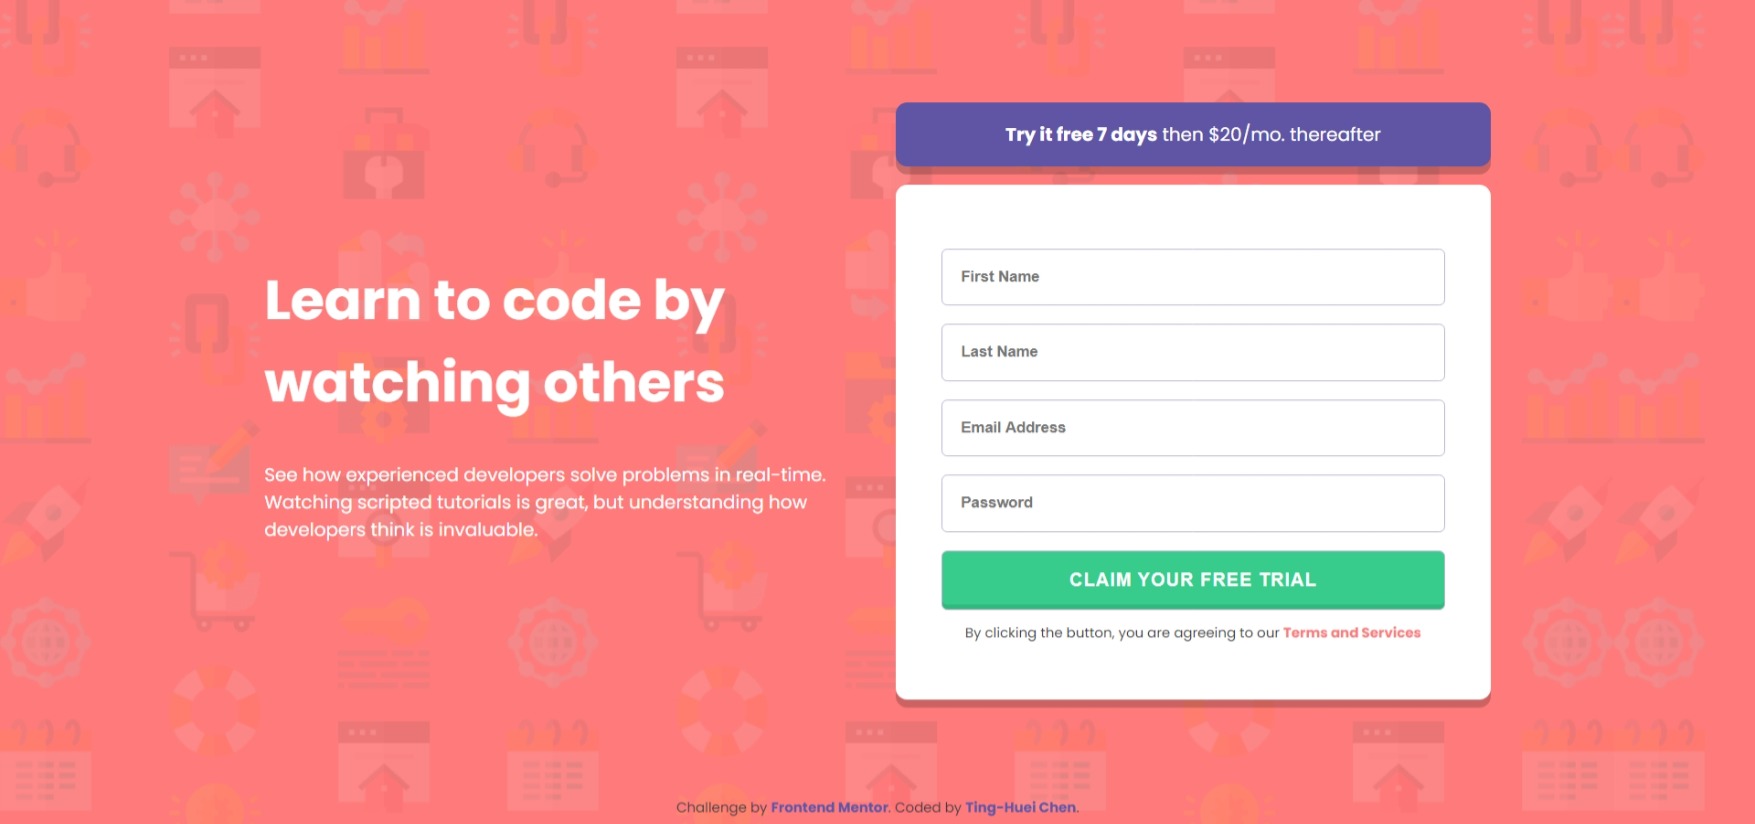 Learn to code by
watching others
See how experienced developers solve problems in real-time.
Watching scripted tutorials is great, but understanding how
developers think is invaluable.
Try it free 7 days then $20/mo. thereafter
First Name
Last Name
Email Address
Password
CLAIM YOUR FREE TRIAL
By clicking the button, you are agreeing to our Terms and Services
Challenge by Frontend Mentor. Coded by Ting-Huei Chen.